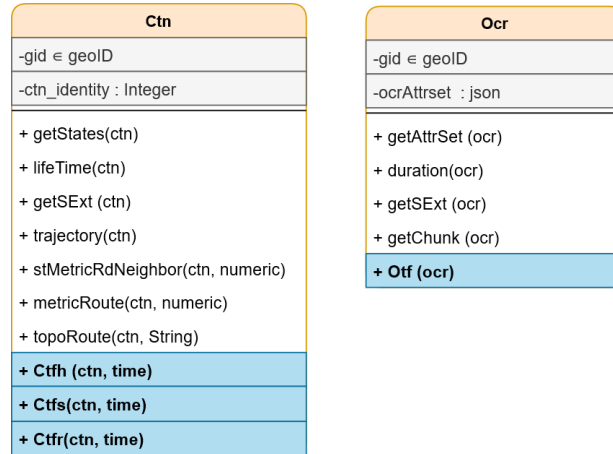 Ctn
-gid ∈ geoID
-ctn_identity : Integer
+ getStates(ctn)
+ lifeTime(ctn)
+ getSExt (ctn)
+ trajectory(ctn)
+ stMetricRdNeighbor(ctn, numeric)
+ metricRoute(ctn, numeric)
+ topoRoute(ctn, String)
+ Ctfh (ctn, time)
+ Ctfs(ctn, time)
+ Ctfr(ctn, time)
Ocr
-gid ∈ geoID
-ocrAttrset : json
+ getAttrSet (ocr)
+ duration(ocr)
+ getSExt (ocr)
+ getChunk (ocr)
+ Otf (ocr)